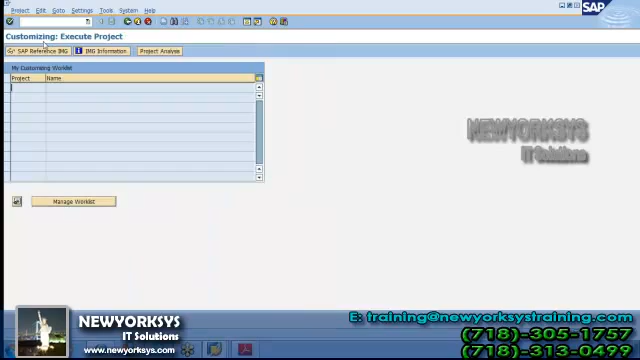 Project Edit Goto Settings Tools System Help
SAP
Customizing: Execute Project
SAP Reference IMG IMG Information Project Analysis
My Customizing Worklist
Project Name
NEWYORKSYS
IT Solutions
Manage Worklist
NEWYORKSYS
IT Solutions
www.newyorksys.com
E: training@newyorksystraining.com
(718)-305-1757
(718)-313-0499